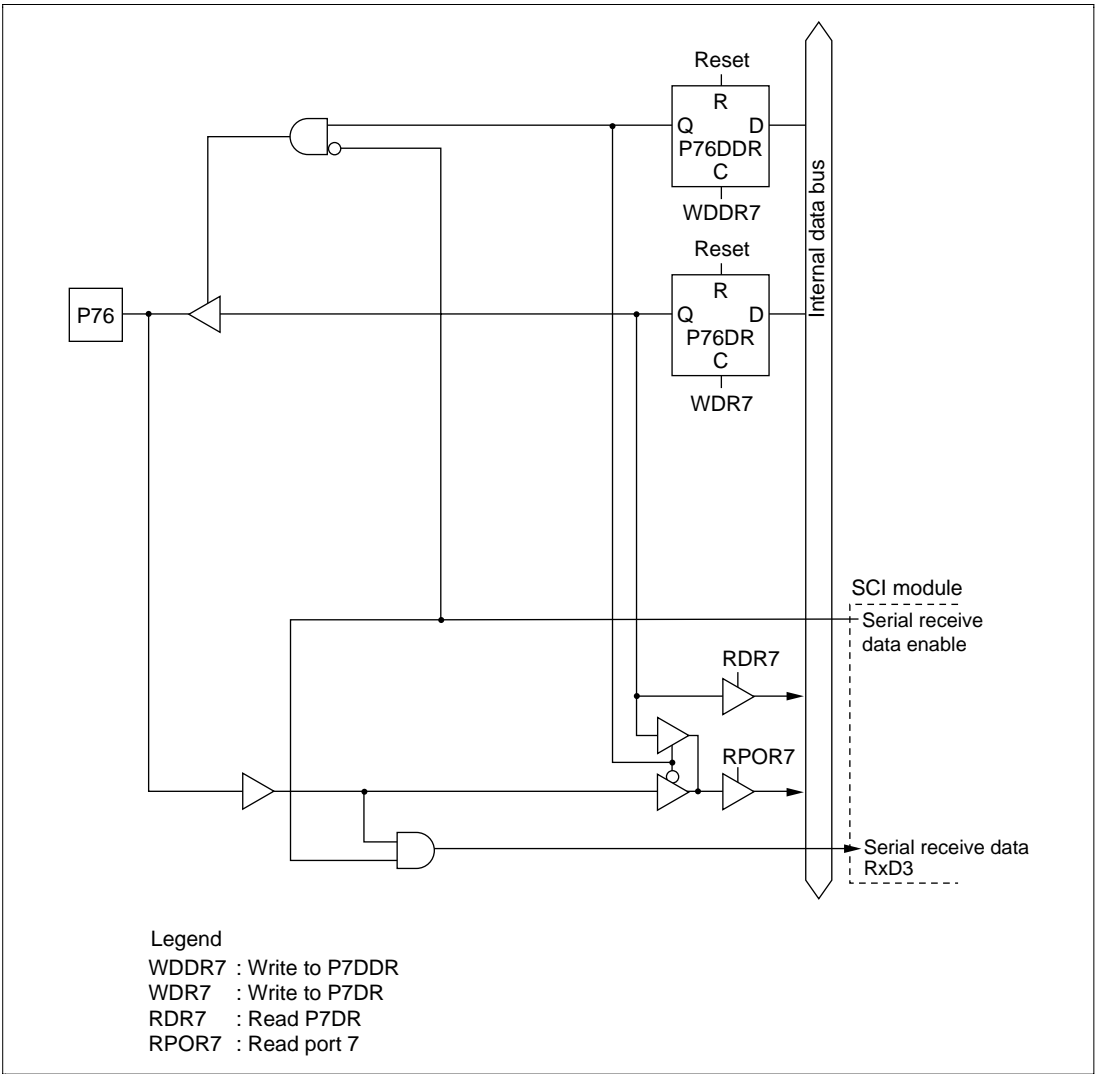 Reset
R
Q D
P76DDR
C
WDDR7
Reset
R
Q D
P76DR
C
WDR7
Internal data bus
P76
SCI module
Serial receive
data enable
RDR7
RPOR7
Serial receive data
RxD3
Legend
WDDR7 : Write to P7DDR
WDR7 : Write to P7DR
RDR7 : Read P7DR
RPOR7 : Read port 7